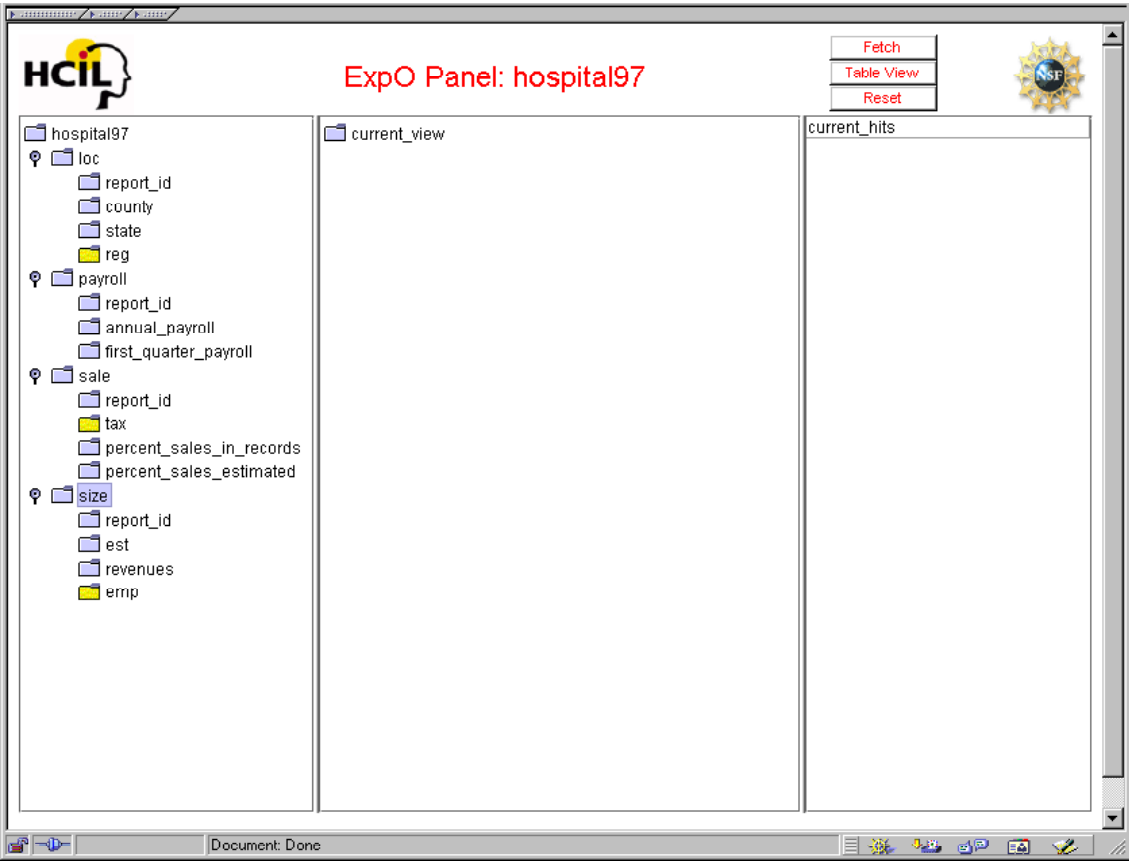 HCIL
ExpO Panel: hospital97
Fetch
Table View
Reset
NSF
hospital97
loc
report_id
county
state
reg
payroll
report_id
annual_payroll
first_quarter_payroll
sale
report_id
tax
percent_sales_in_records
percent_sales_estimated
size
report_id
est
revenues
emp
current_view
current_hits
Document: Done